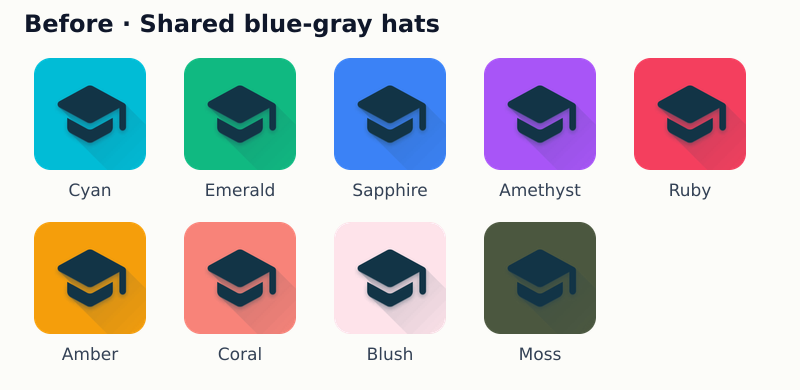 Before · Shared blue-gray hats
Cyan
Emerald
Sapphire
Amethyst
Ruby
Amber
Coral
Blush
Moss